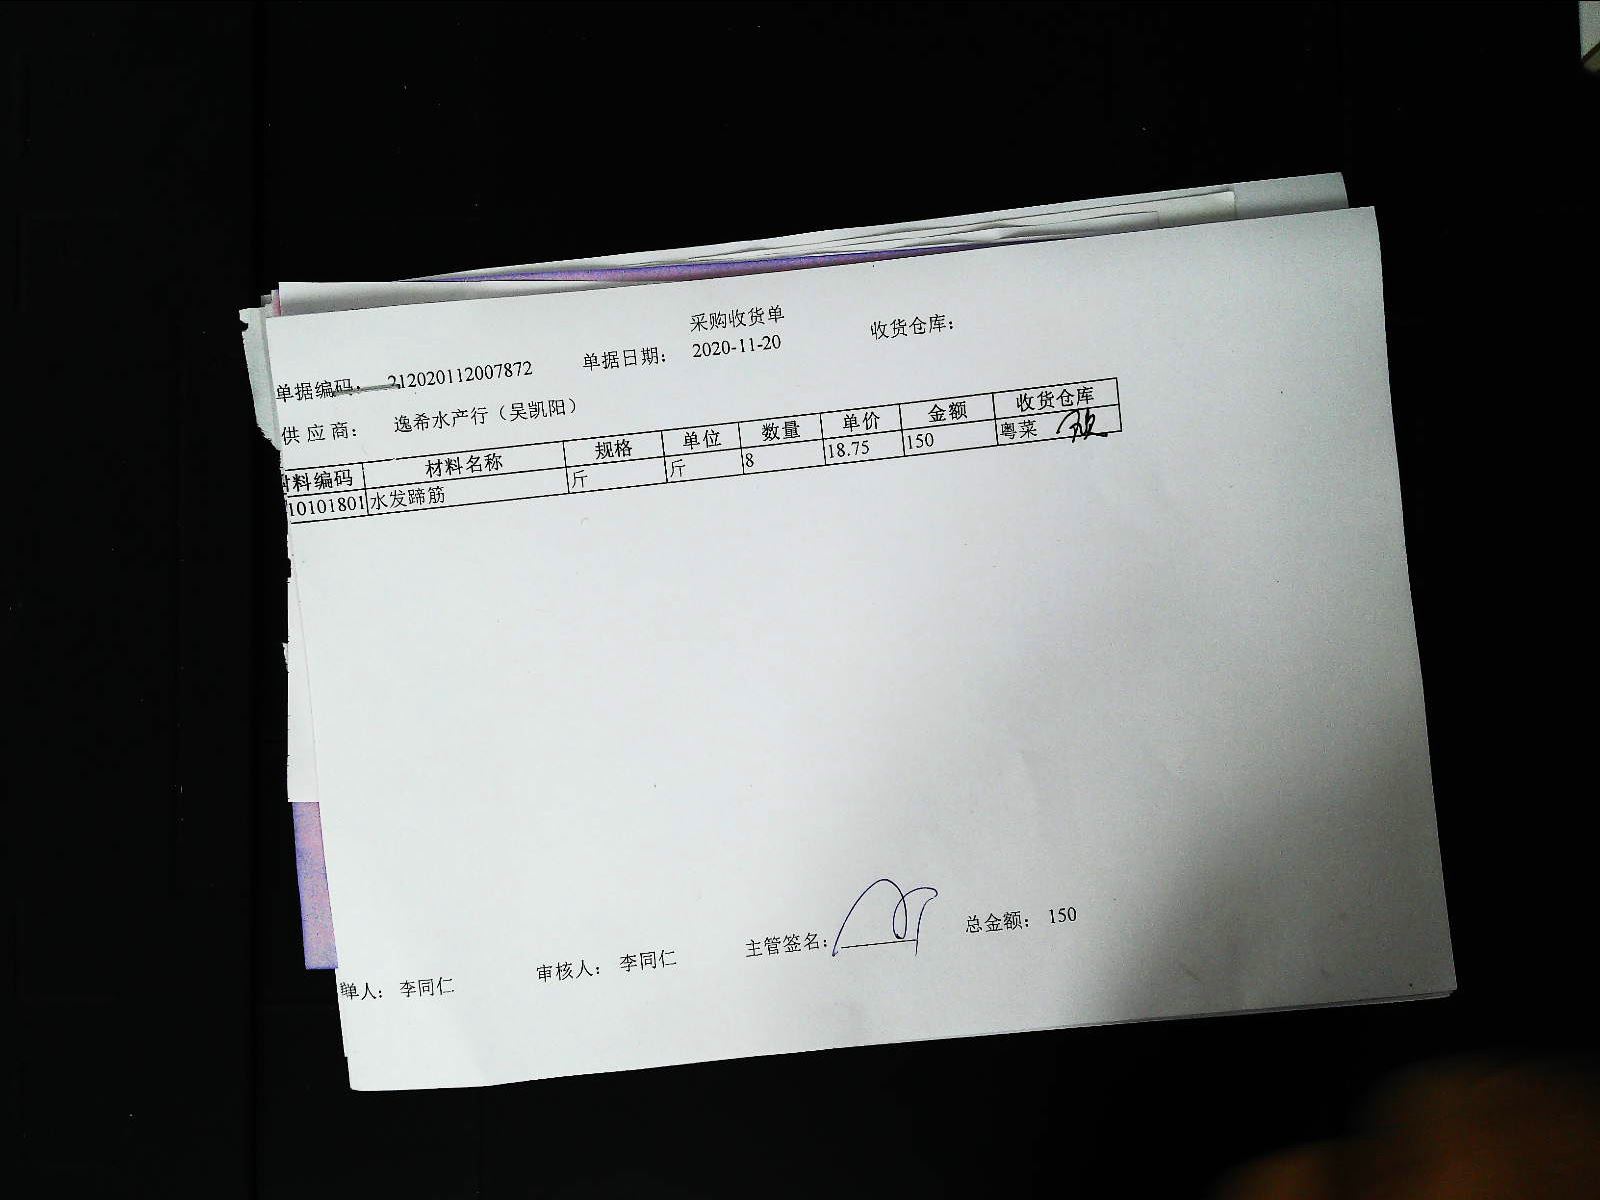 采购收货单
单据编码： 212020112007872 单据日期： 2020-11-20 收货仓库：
供应商： 逸希水产行（吴凯阳）
材料编码 材料名称 规格 单位 数量 单价 金额 收货仓库
10101801 水发蹄筋 斤 斤 8 18.75 150 粤菜
单人： 李同仁 审核人： 李同仁 主管签名： 总金额： 150